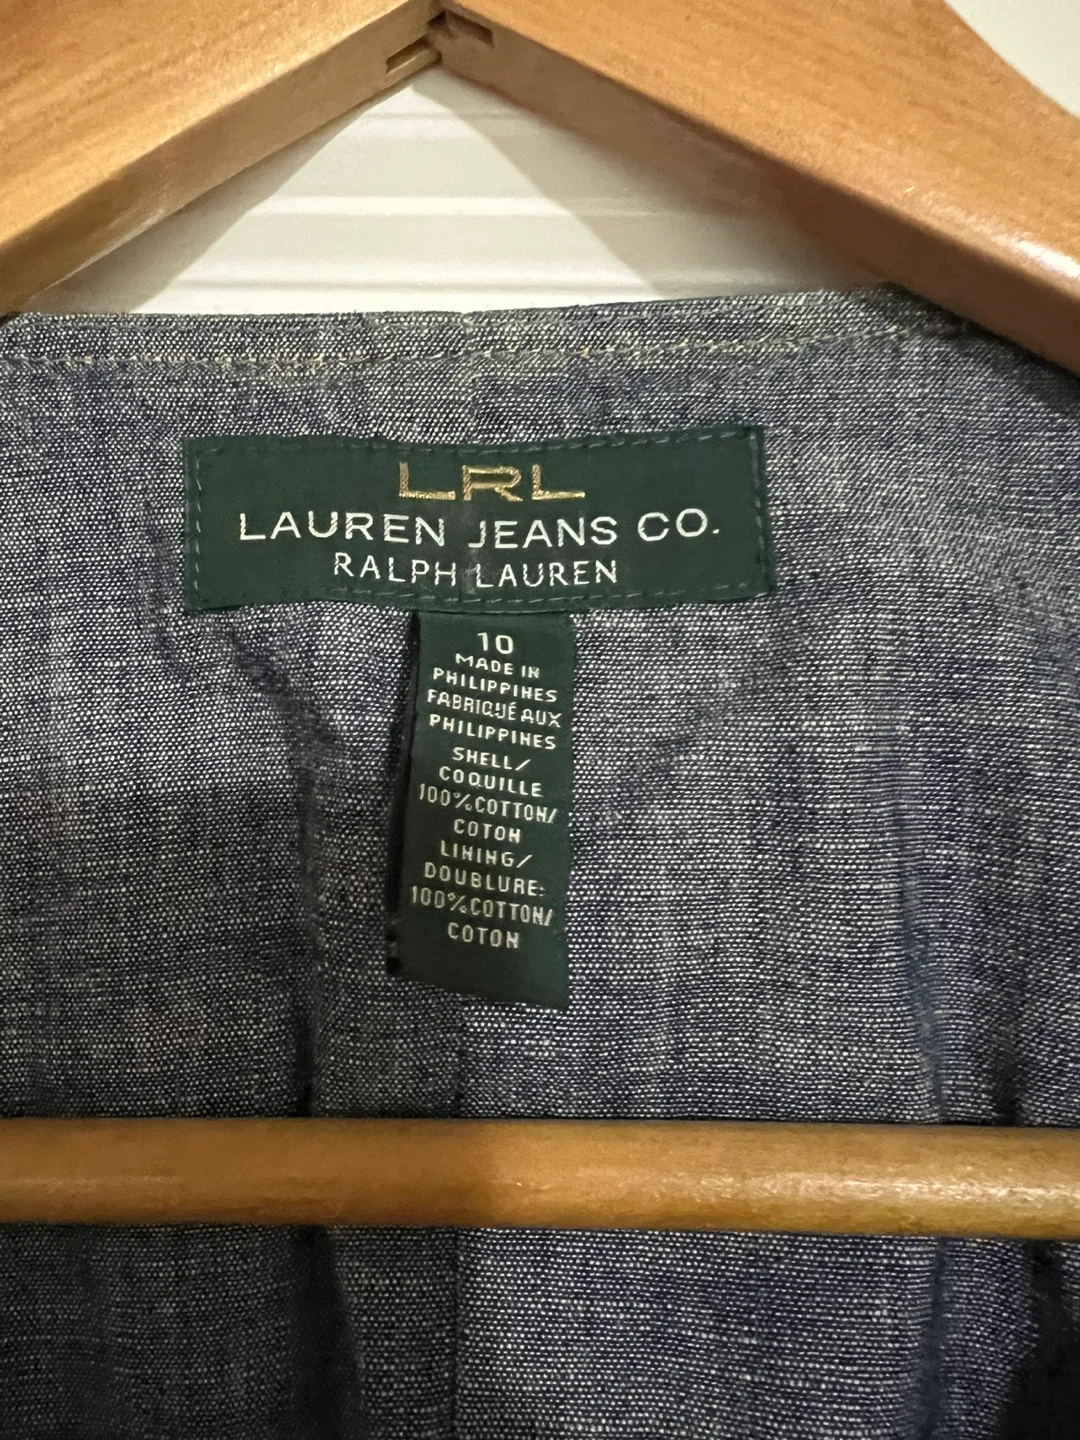 LRL
LAUREN JEANS CO.
RALPH LAUREN
10
MADE IN
PHILIPPINES
FABRIQUÉ AUX
PHILIPPINES
SHELL/
COQUILLE
100%COTTON/
COTON
LINING/
DOUBLURE:
100%COTTON/
COTON